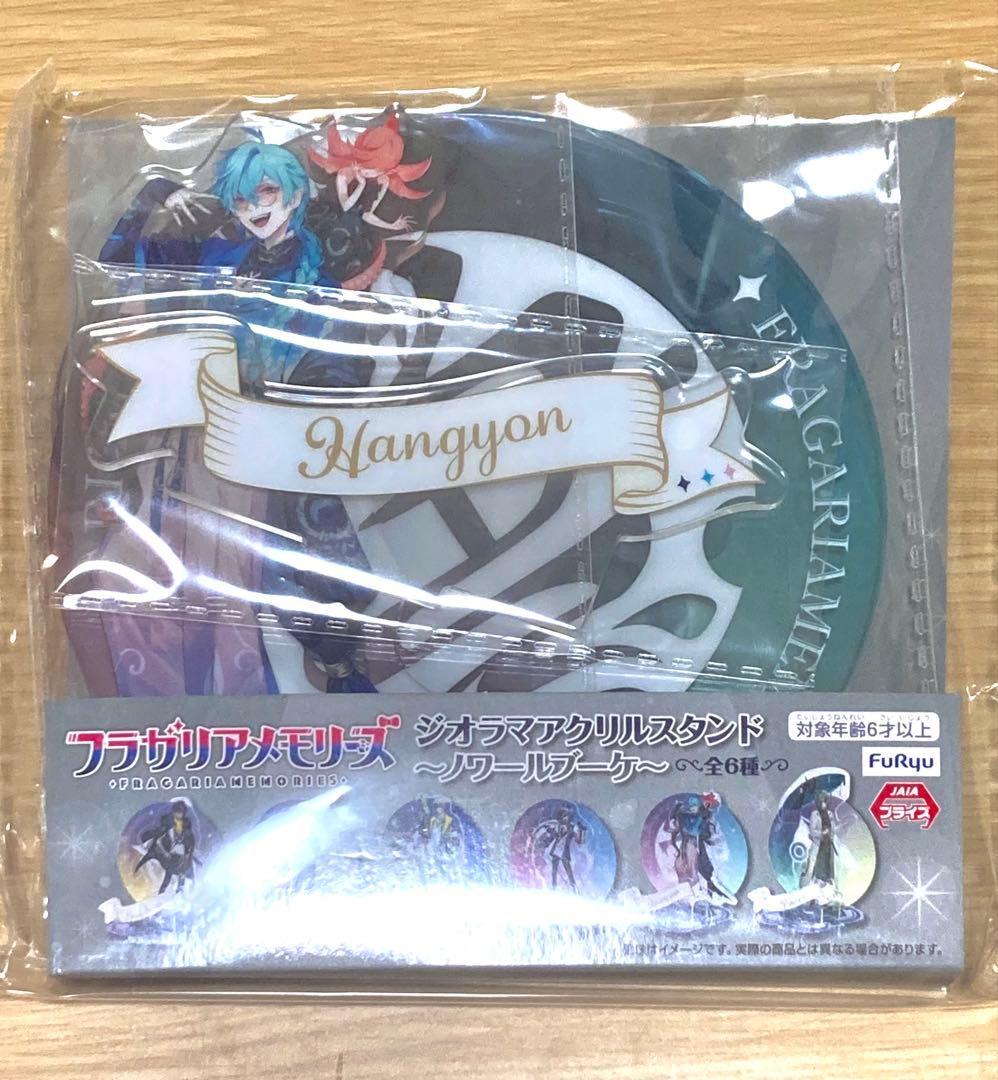 FRAGARIAMEM
Hangyon
フラガリアメモリーズ
・FRAGARIAMEMORIES・
ジオラマアクリルスタンド
〜ノワールブーケ〜 全6種
たいしょうねんれい さいいじょう
対象年齢6才以上
FuRyu
JAIA
プライズ
イメージです。実際の商品とは異なる場合があります。